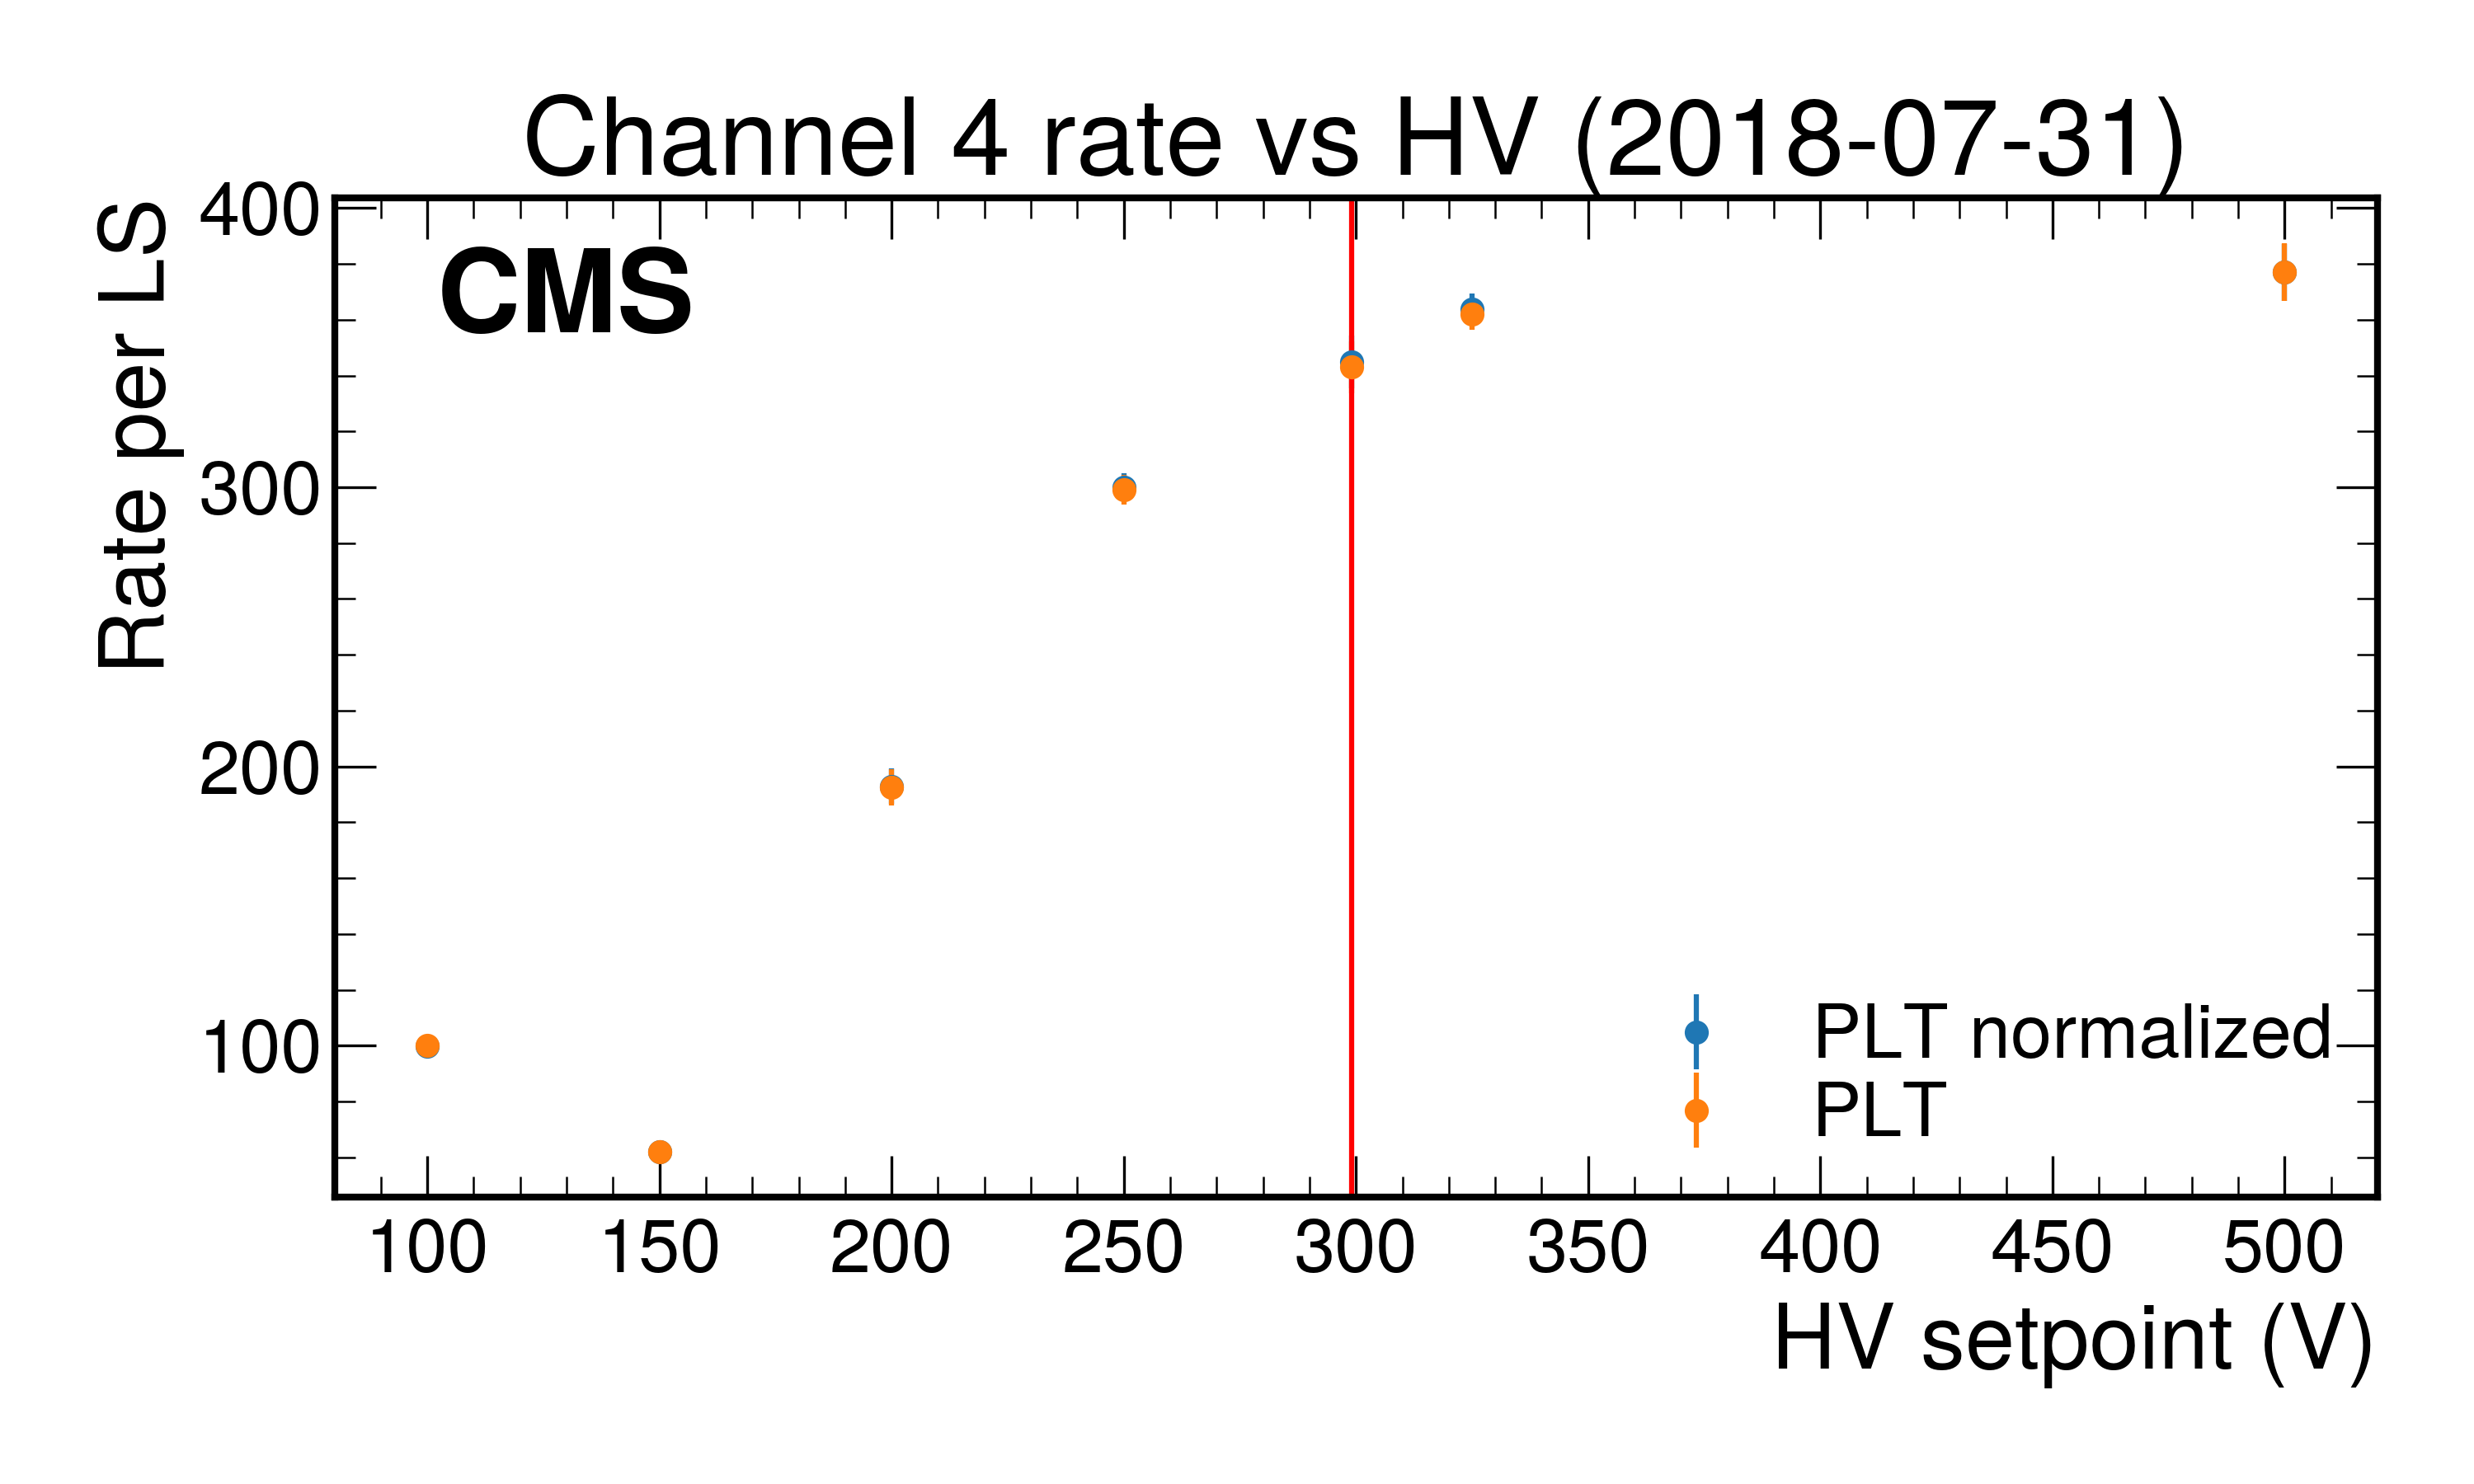 Channel 4 rate vs HV (2018-07-31)
CMS
Rate per LS
400
300
200
100
PLT normalized
PLT
100 150 200 250 300 350 400 450 500
HV setpoint (V)